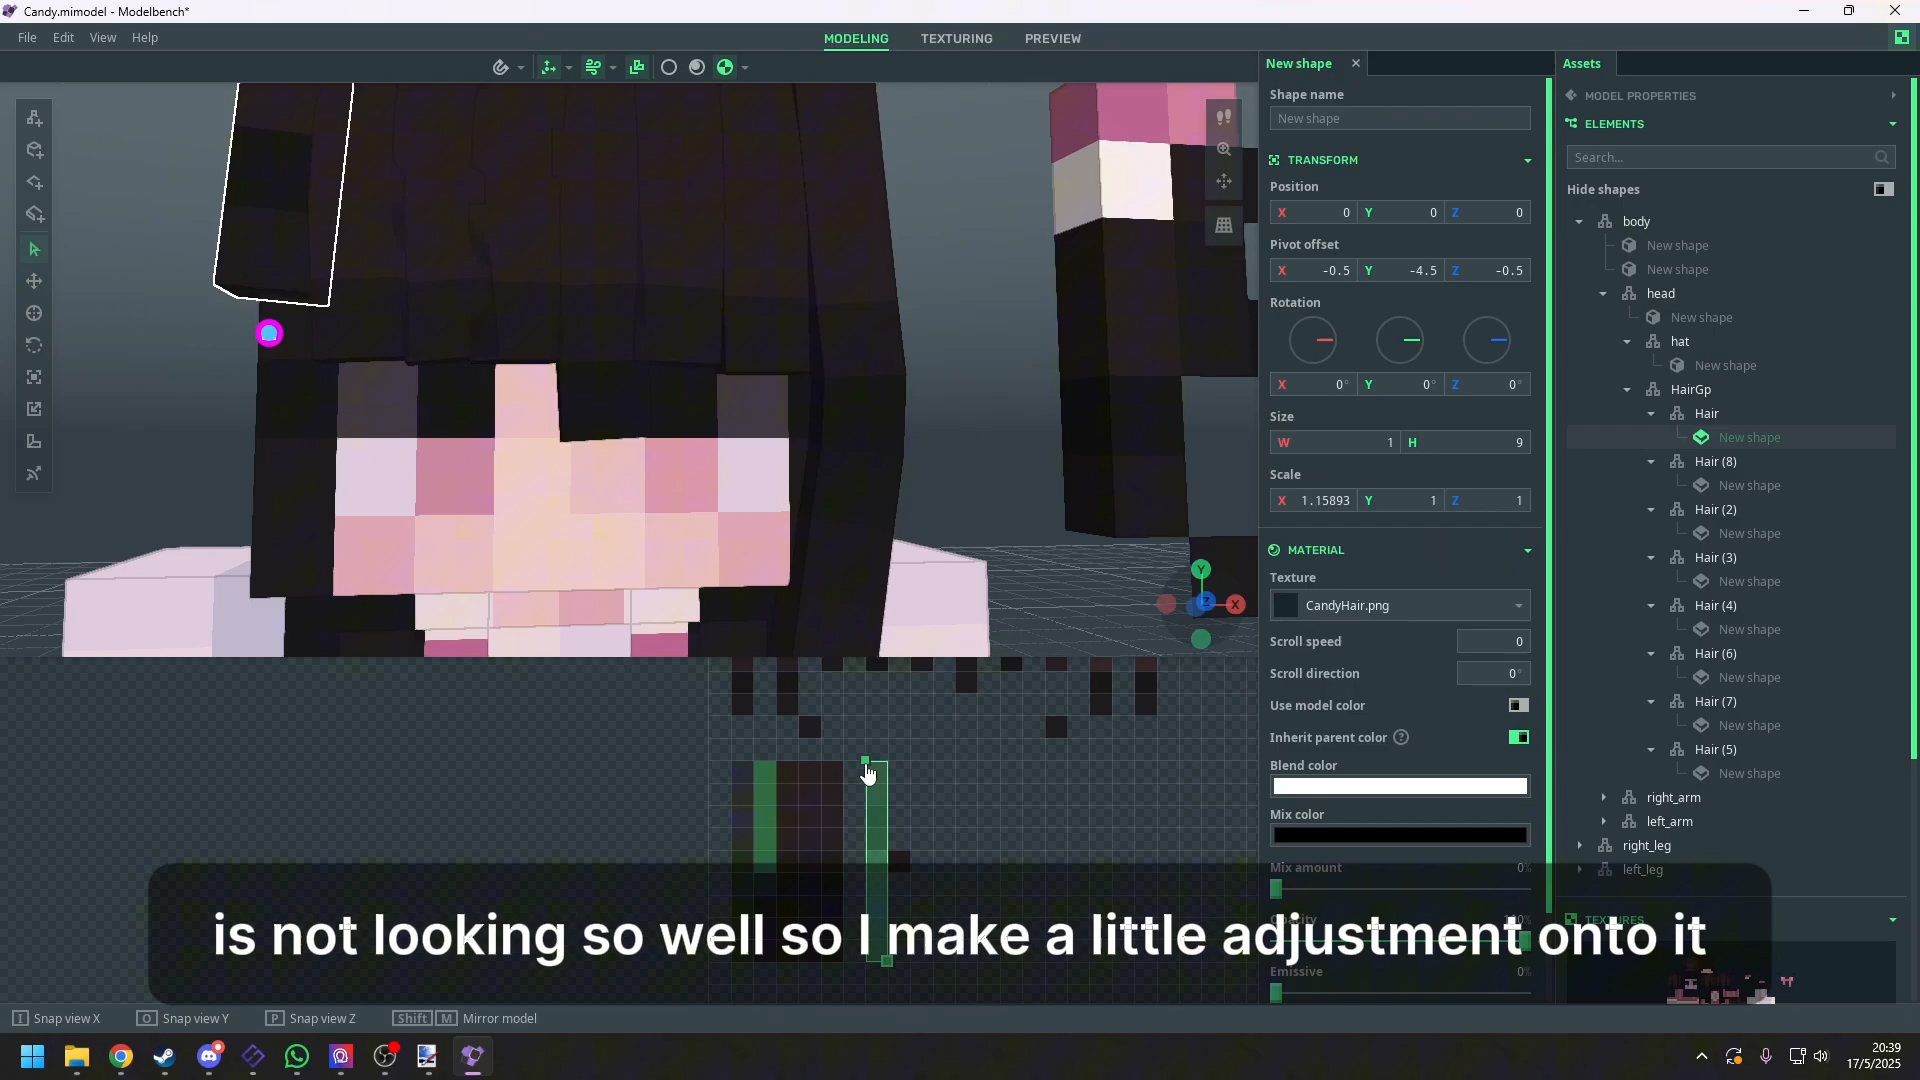 Candy.mimodel - Modelbench*
File Edit View Help
MODELING TEXTURING PREVIEW
New shape
Shape name
New shape
TRANSFORM
Position
X 0 Y 0 Z 0
Pivot offset
X -0.5 Y -4.5 Z -0.5
Rotation
X 0° Y 0° Z 0°
Size
W 1 H 9
Scale
X 1.15893 Y 1 Z 1
MATERIAL
Texture
CandyHair.png
Scroll speed 0
Scroll direction 0°
Use model color
Inherit parent color ?
Blend color
Mix color
Mix amount 0%
Opacity 100%
Emissive 0%
Assets
MODEL PROPERTIES
ELEMENTS
Search...
Hide shapes
body
New shape
New shape
head
New shape
hat
New shape
HairGp
Hair
New shape
Hair (8)
New shape
Hair (2)
New shape
Hair (3)
New shape
Hair (4)
New shape
Hair (6)
New shape
Hair (7)
New shape
Hair (5)
New shape
right_arm
left_arm
right_leg
left_leg
TEXTURES
Y
Z
X
is not looking so well so I make a little adjustment onto it
I Snap view X O Snap view Y P Snap view Z Shift M Mirror model
20:39
17/5/2025